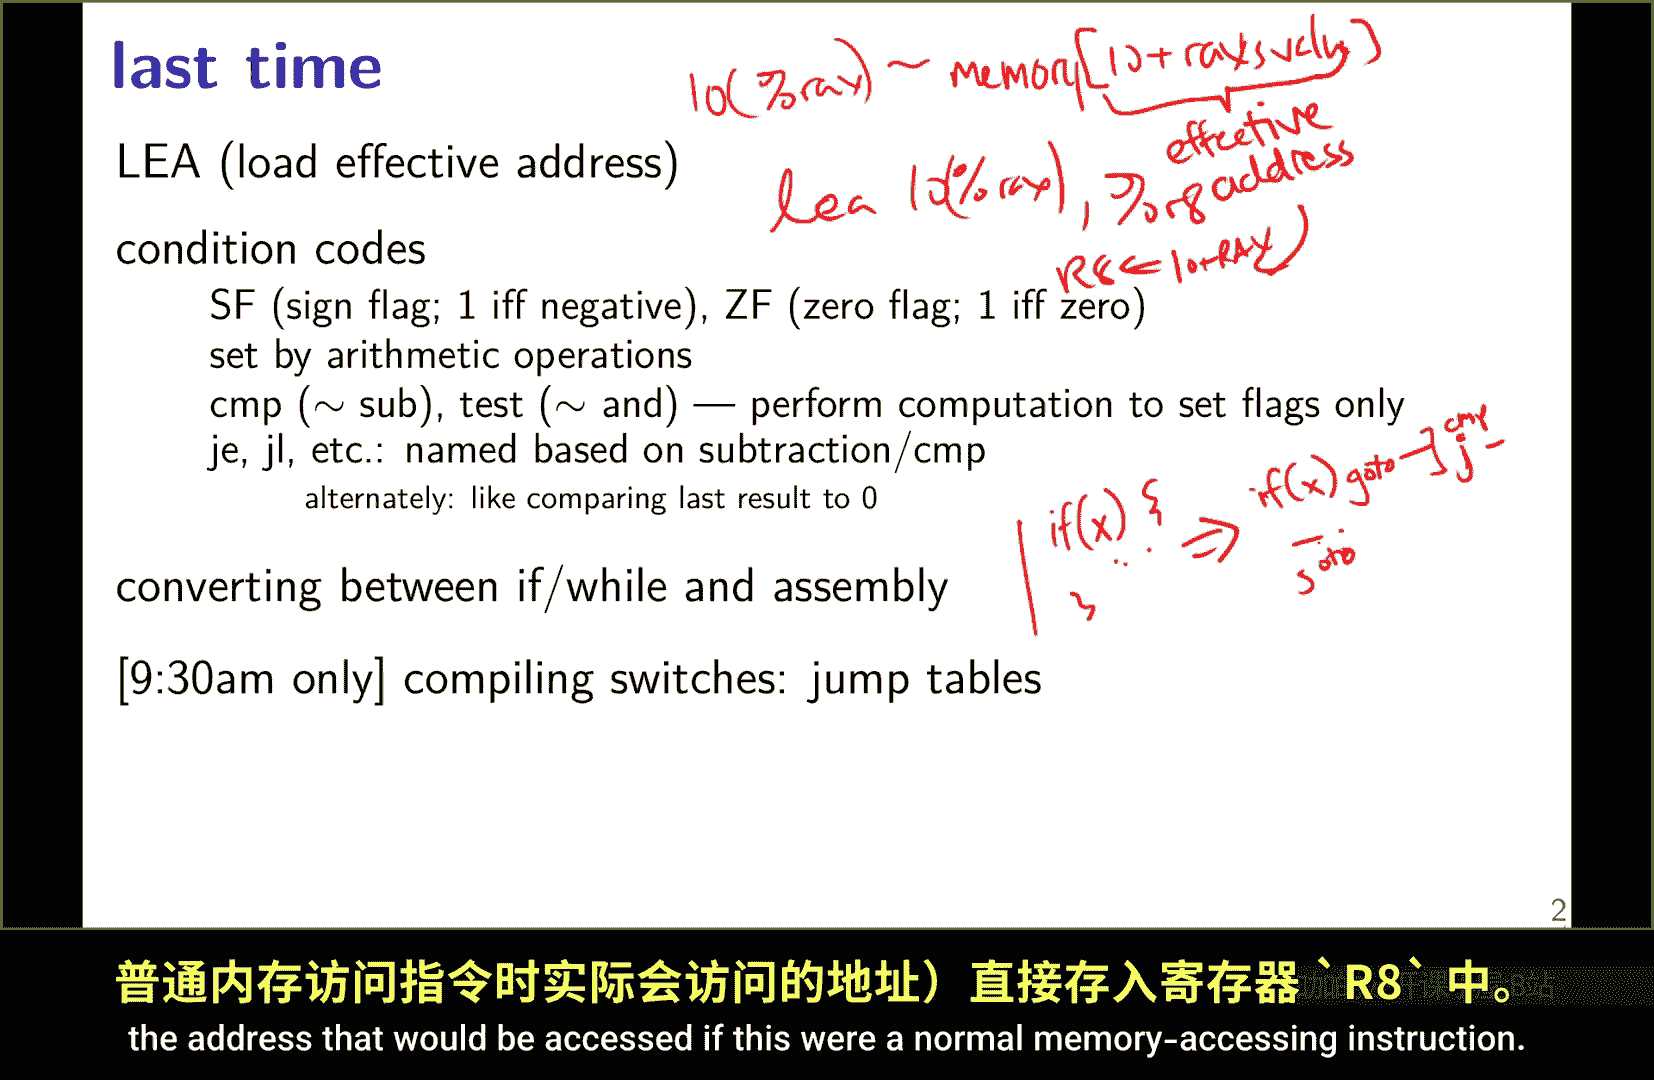 last time
10(%rax) ~ memory[10+rax's value]
effective address
LEA (load effective address)
lea 10(%rax), %r8
R8 ← 10+RAX
condition codes
SF (sign flag; 1 iff negative), ZF (zero flag; 1 iff zero)
set by arithmetic operations
cmp (∼ sub), test (∼ and) — perform computation to set flags only
je, jl, etc.: named based on subtraction/cmp
alternately: like comparing last result to 0
if(x) { ⇒ if(x) goto
cmp
j
}
goto
converting between if/while and assembly
[9:30am only] compiling switches: jump tables
2
普通内存访问指令时实际会访问的地址）直接存入寄存器`R8`中。
the address that would be accessed if this were a normal memory-accessing instruction.